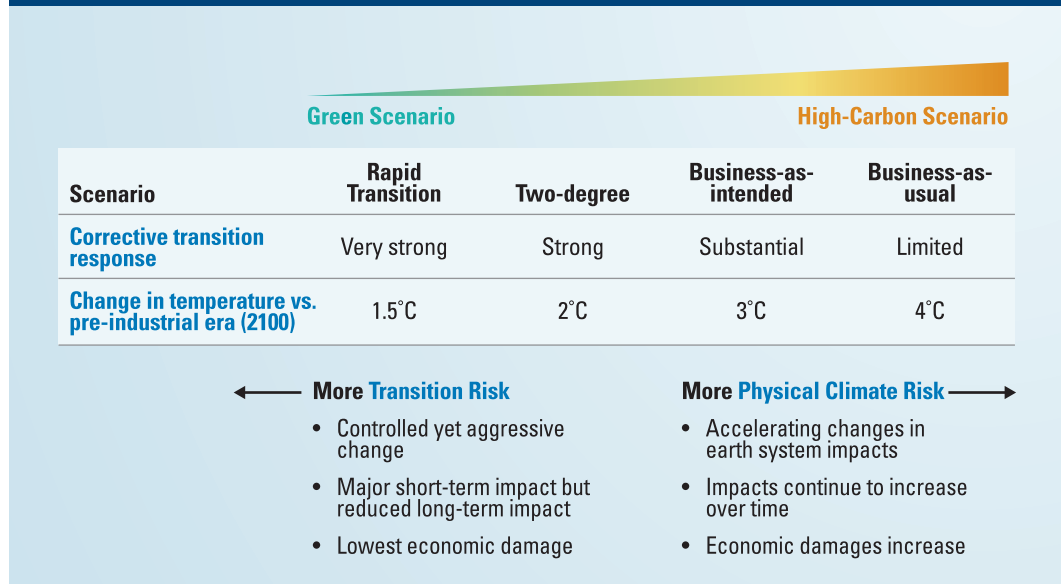 Green Scenario
High-Carbon Scenario
Scenario
Rapid
Transition
Two-degree
Business-as-
intended
Business-as-
usual
Corrective transition
response
Very strong
Strong
Substantial
Limited
Change in temperature vs.
pre-industrial era (2100)
1.5˚C
2˚C
3˚C
4˚C
More Transition Risk
• Controlled yet aggressive
change
• Major short-term impact but
reduced long-term impact
• Lowest economic damage
More Physical Climate Risk
• Accelerating changes in
earth system impacts
• Impacts continue to increase
over time
• Economic damages increase